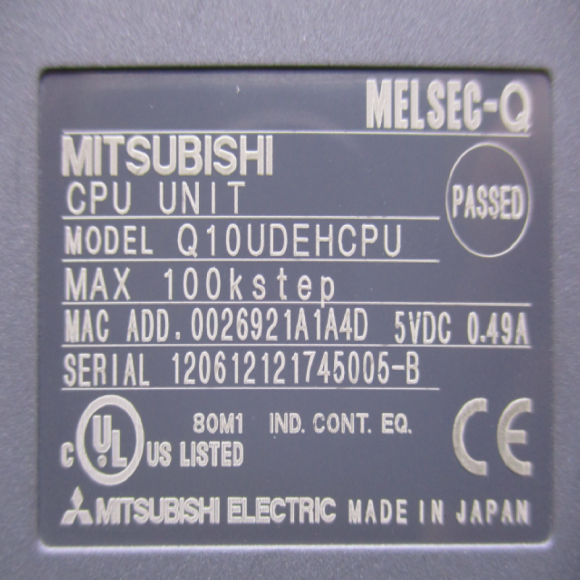 MELSEC-Q
MITSUBISHI
CPU UNIT
PASSED
MODEL Q10UDEHCPU
MAX 100kstep
MAC ADD. 0026921A1A4D 5VDC 0.49A
SERIAL 120612121745005-B
80M1 IND. CONT. EQ.
C UL US LISTED
CE
MITSUBISHI ELECTRIC MADE IN JAPAN